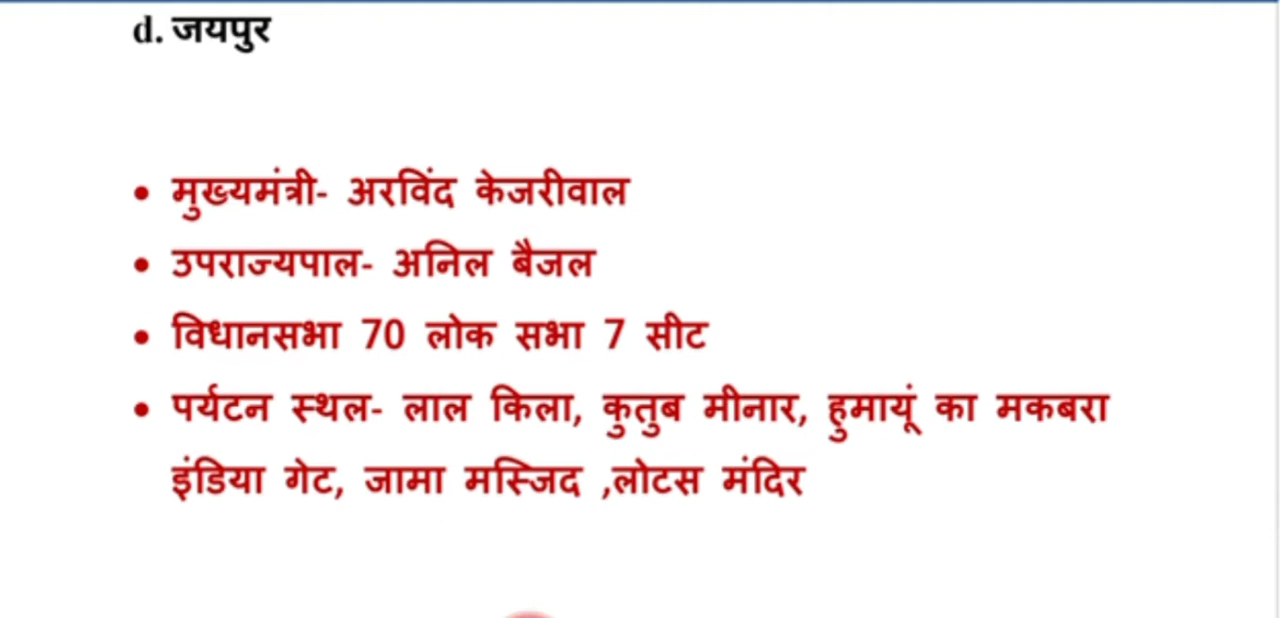 d. जयपुर
• मुख्यमंत्री- अरविंद केजरीवाल
• उपराज्यपाल- अनिल बैजल
• विधानसभा 70 लोक सभा 7 सीट
• पर्यटन स्थल- लाल किला, कुतुब मीनार, हुमायूं का मकबरा
इंडिया गेट, जामा मस्जिद ,लोटस मंदिर